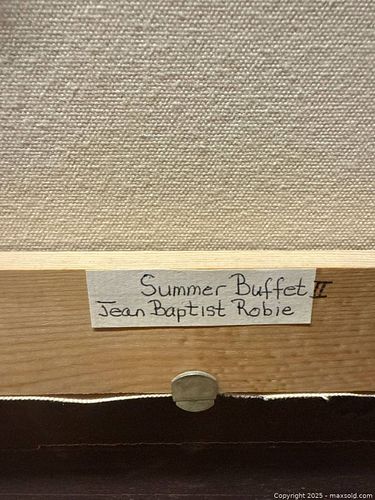 Summer Buffet II
Jean Baptist Robie
Copyright 2025 - maxsold.com